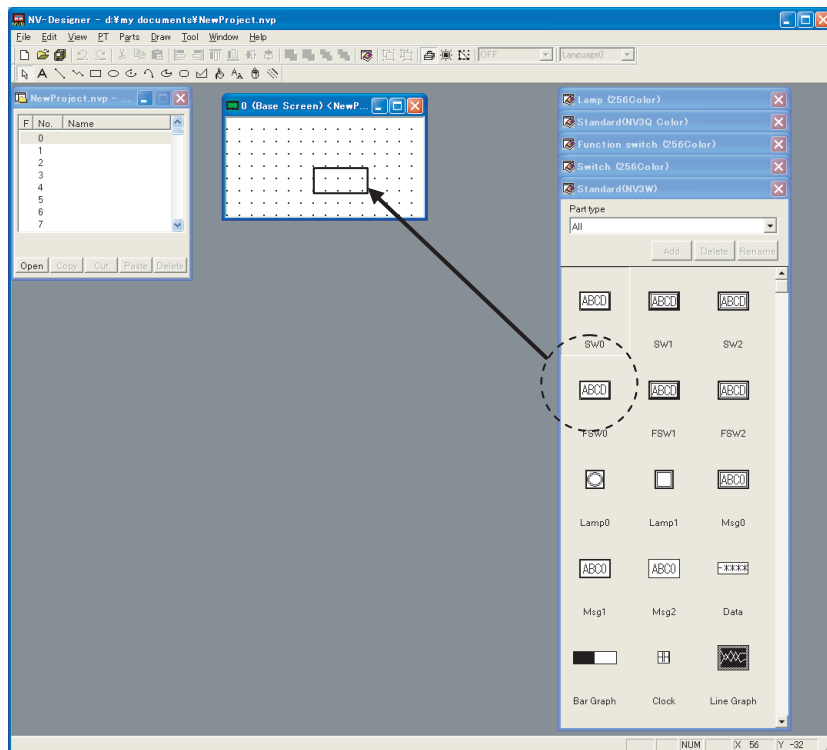 NV-Designer - d:¥my documents¥NewProject.nvp
File Edit View PT Parts Draw Tool Window Help
OFF
Language0
NewProject.nvp - ...
F No. Name
0
1
2
3
4
5
6
7
Open Copy Cut Paste Delete
0 (Base Screen) <NewP...
Lamp (256Color)
Standard(NV3Q Color)
Function switch (256Color)
Switch (256Color)
Standard(NV3W)
Part type
All
Add Delete Rename
ABCD ABCD ABCD
SW0 SW1 SW2
ABCD ABCD ABCD
FSW0 FSW1 FSW2
ABC0
Lamp0 Lamp1 Msg0
ABC0 ABC0 -****
Msg1 Msg2 Data
Bar Graph Clock Line Graph
NUM X 56 Y -32